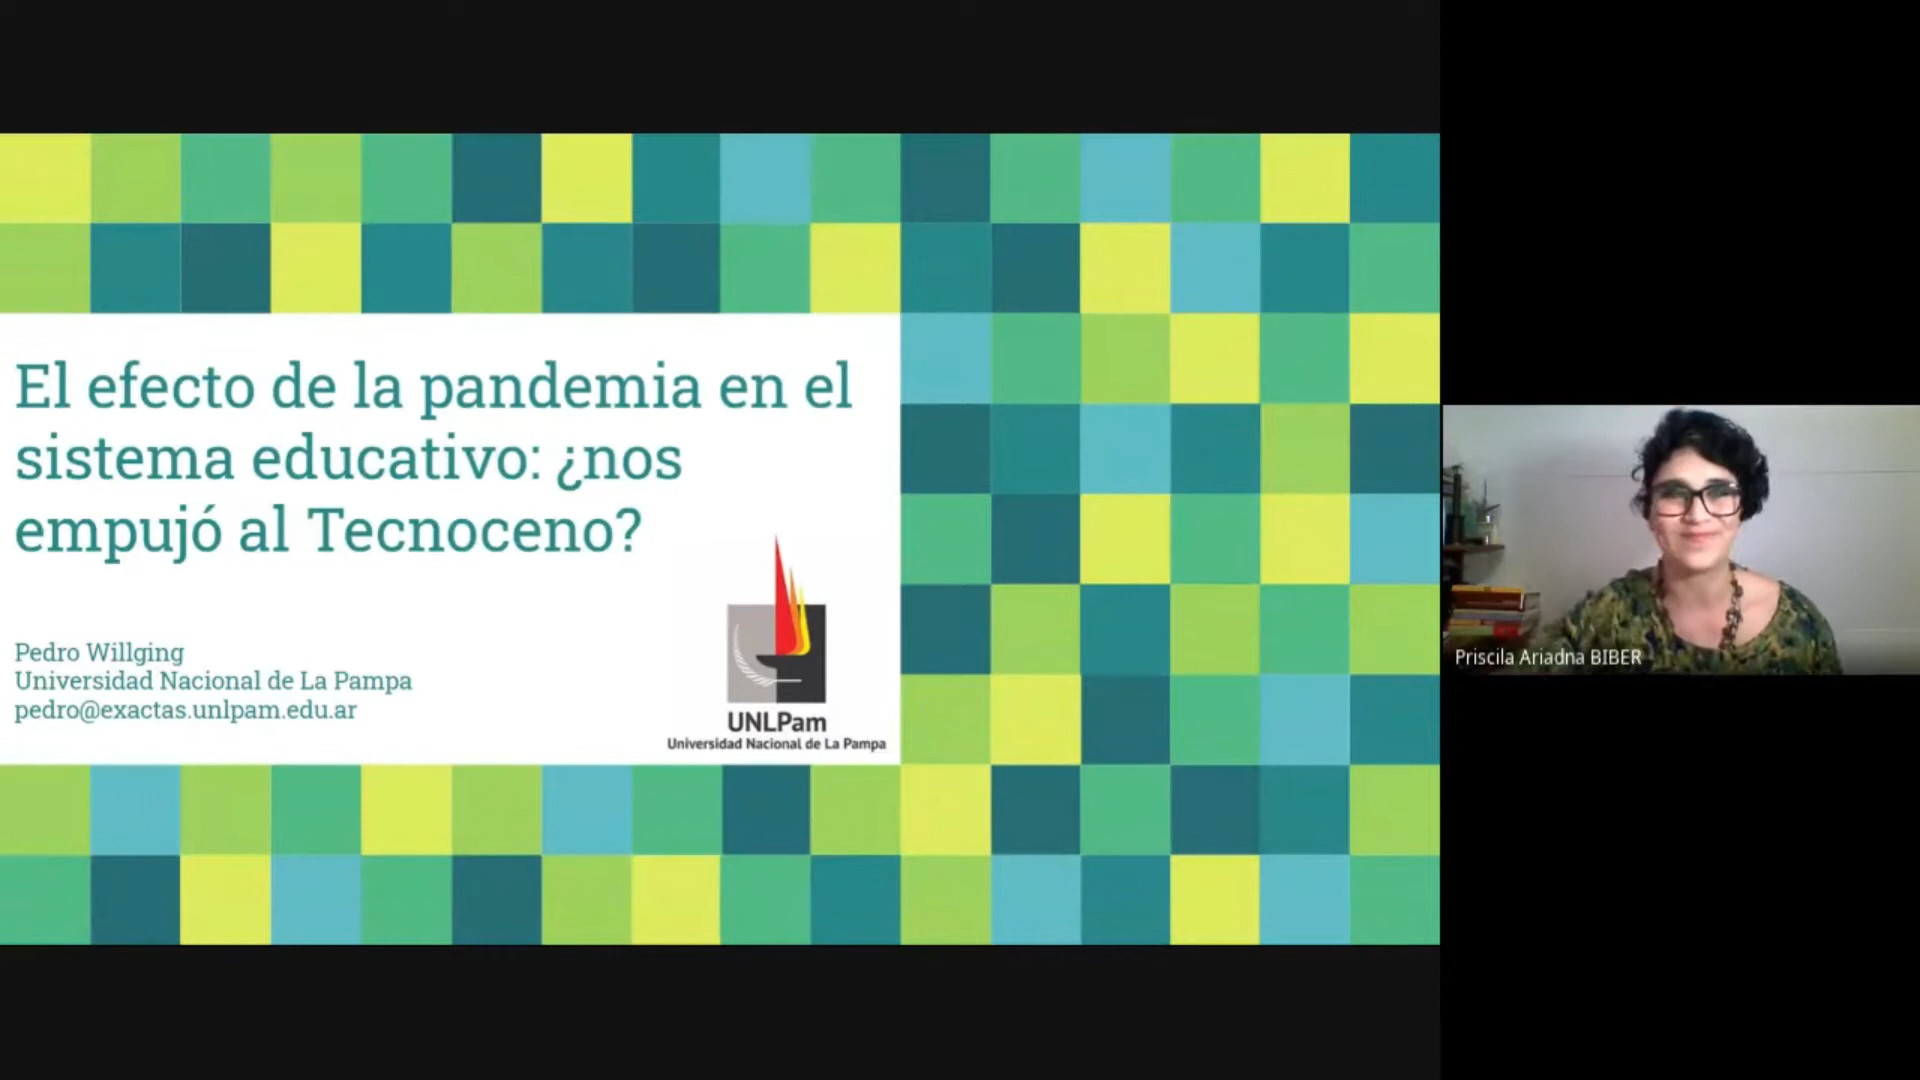 El efecto de la pandemia en el
sistema educativo: ¿nos
empujó al Tecnoceno?
Pedro Willging
Universidad Nacional de La Pampa
pedro@exactas.unlpam.edu.ar
UNLPam
Universidad Nacional de La Pampa
Priscila Ariadna BIBER